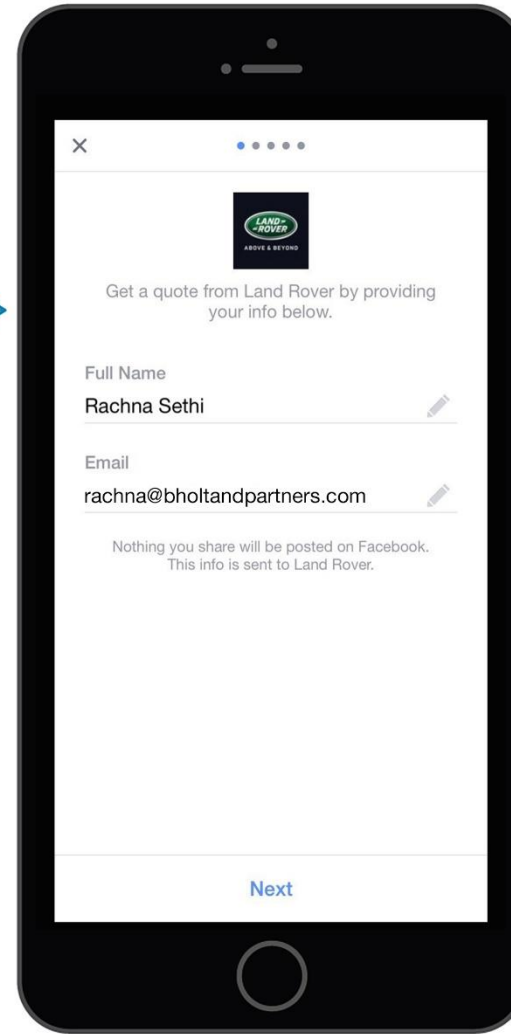 LAND-
-ROVER
ABOVE & BEYOND
Get a quote from Land Rover by providing
your info below.
Full Name
Rachna Sethi
Email
rachna@bholtandpartners.com
Nothing you share will be posted on Facebook.
This info is sent to Land Rover.
Next